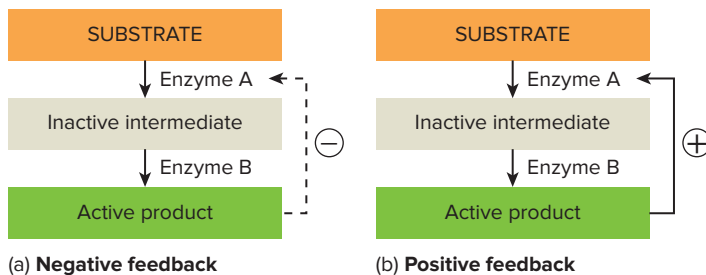 SUBSTRATE
Enzyme A
Inactive intermediate
−
Enzyme B
Active product
(a) Negative feedback
SUBSTRATE
Enzyme A
Inactive intermediate
+
Enzyme B
Active product
(b) Positive feedback